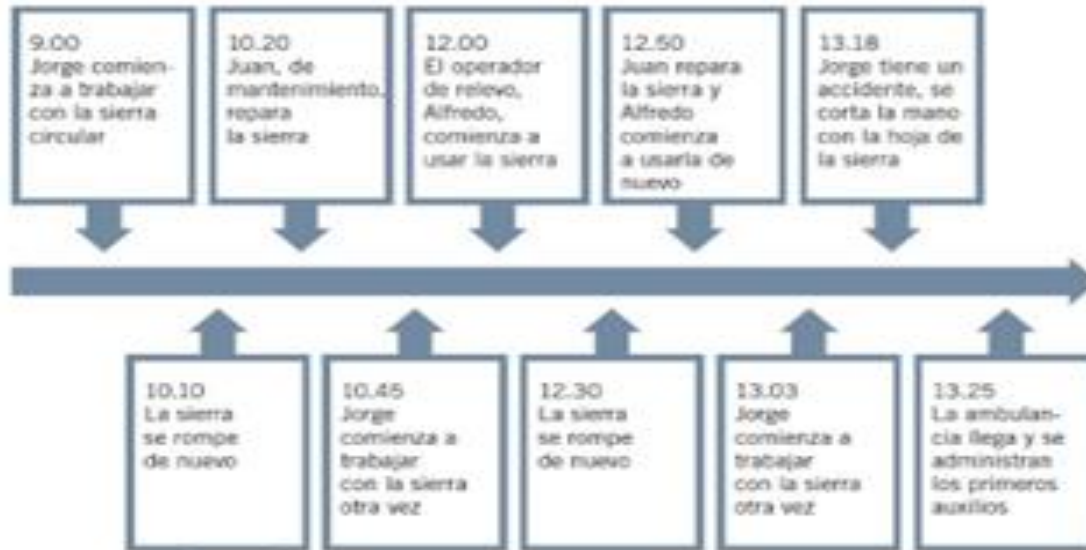 9.00
Jorge comien-
za a trabajar
con la sierra
circular
10.20
Juan, de
mantenimiento,
repara
la sierra
12.00
El operador
de relevo,
Alfredo,
comienza a
usar la sierra
12.50
Juan repara
la sierra y
Alfredo
comienza
a usarla de
nuevo
13.18
Jorge tiene un
accidente, se
corta la mano
con la hoja de
la sierra
10.10
La sierra
se rompe
de nuevo
10.45
Jorge
comienza a
trabajar
con la sierra
otra vez
12.30
La sierra
se rompe
de nuevo
13.03
Jorge
comienza a
trabajar
con la sierra
otra vez
13.25
La ambulan-
cia llega y se
administran
los primeros
auxilios